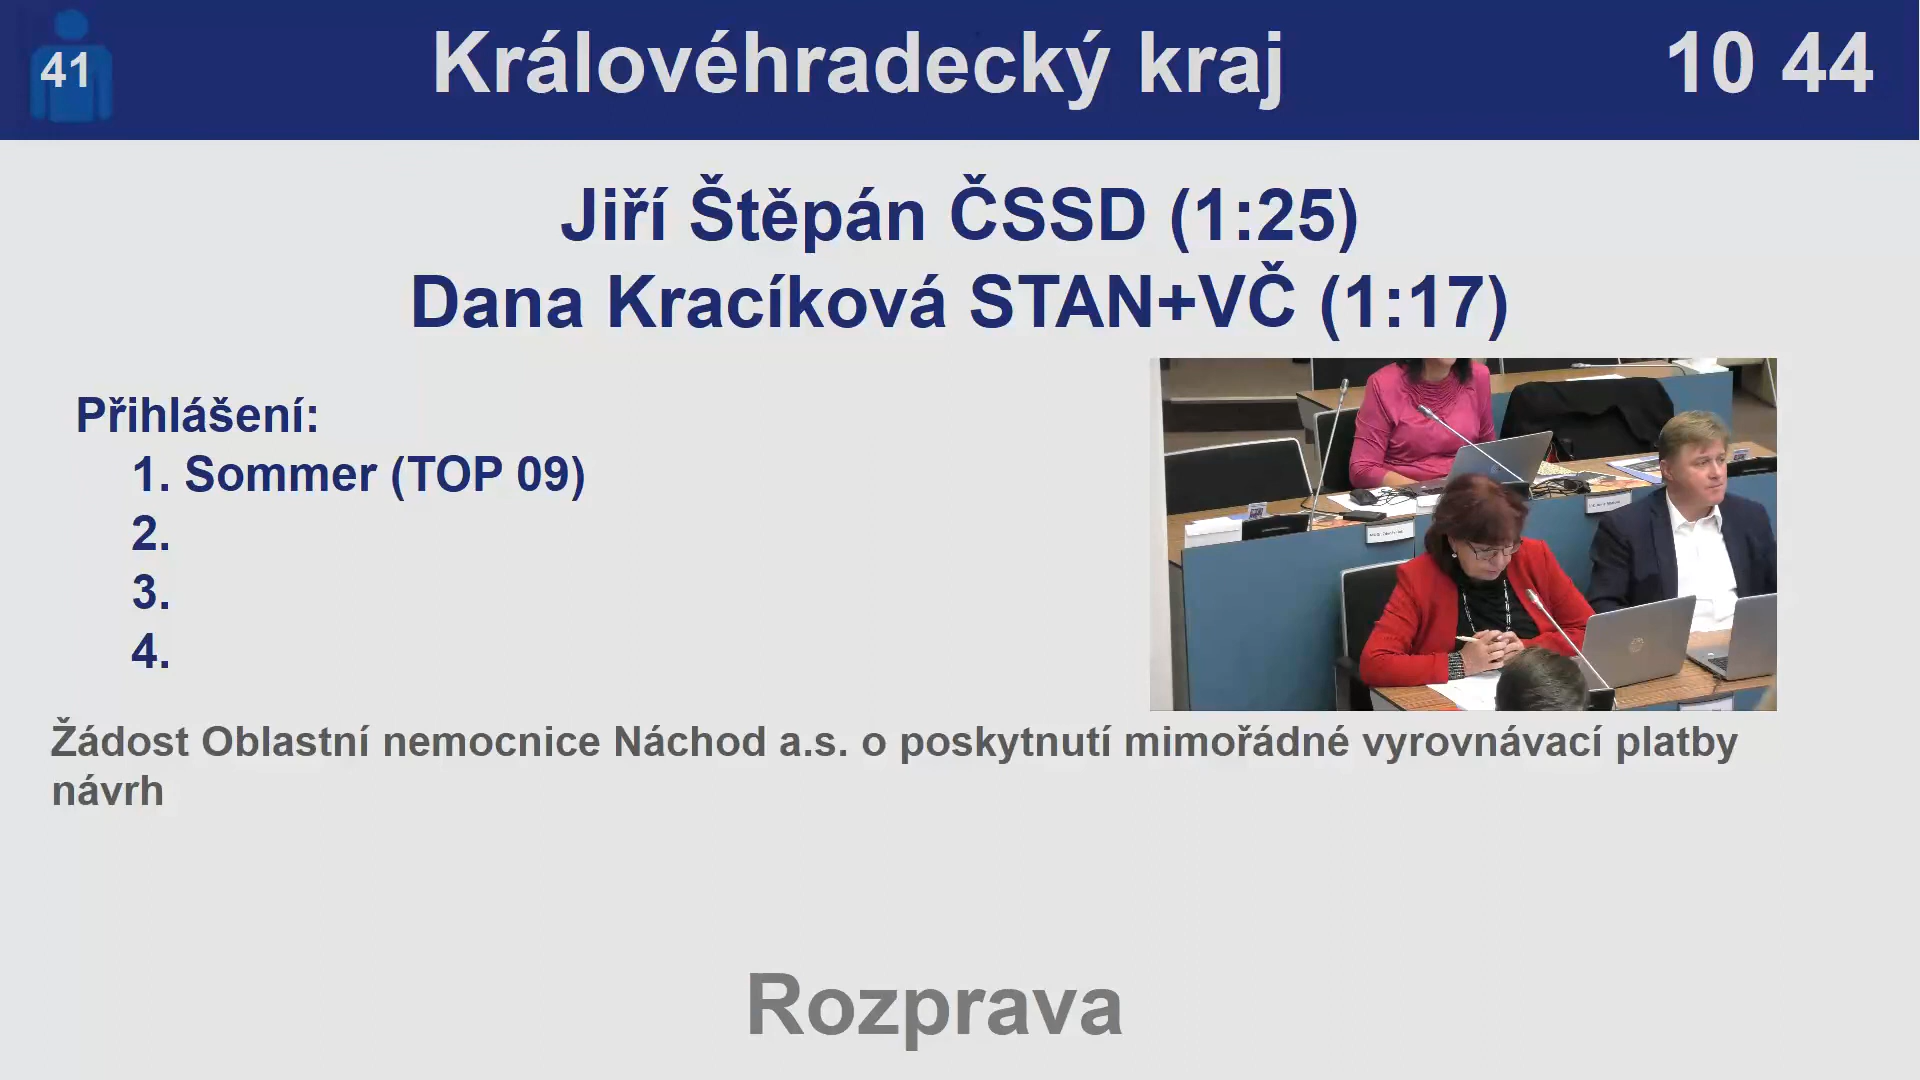 41
Královéhradecký kraj
10 44
Jiří Štěpán ČSSD (1:25)
Dana Kracíková STAN+VČ (1:17)
Přihlášení:
1. Sommer (TOP 09)
2.
3.
4.
Žádost Oblastní nemocnice Náchod a.s. o poskytnutí mimořádné vyrovnávací platby
návrh
Rozprava